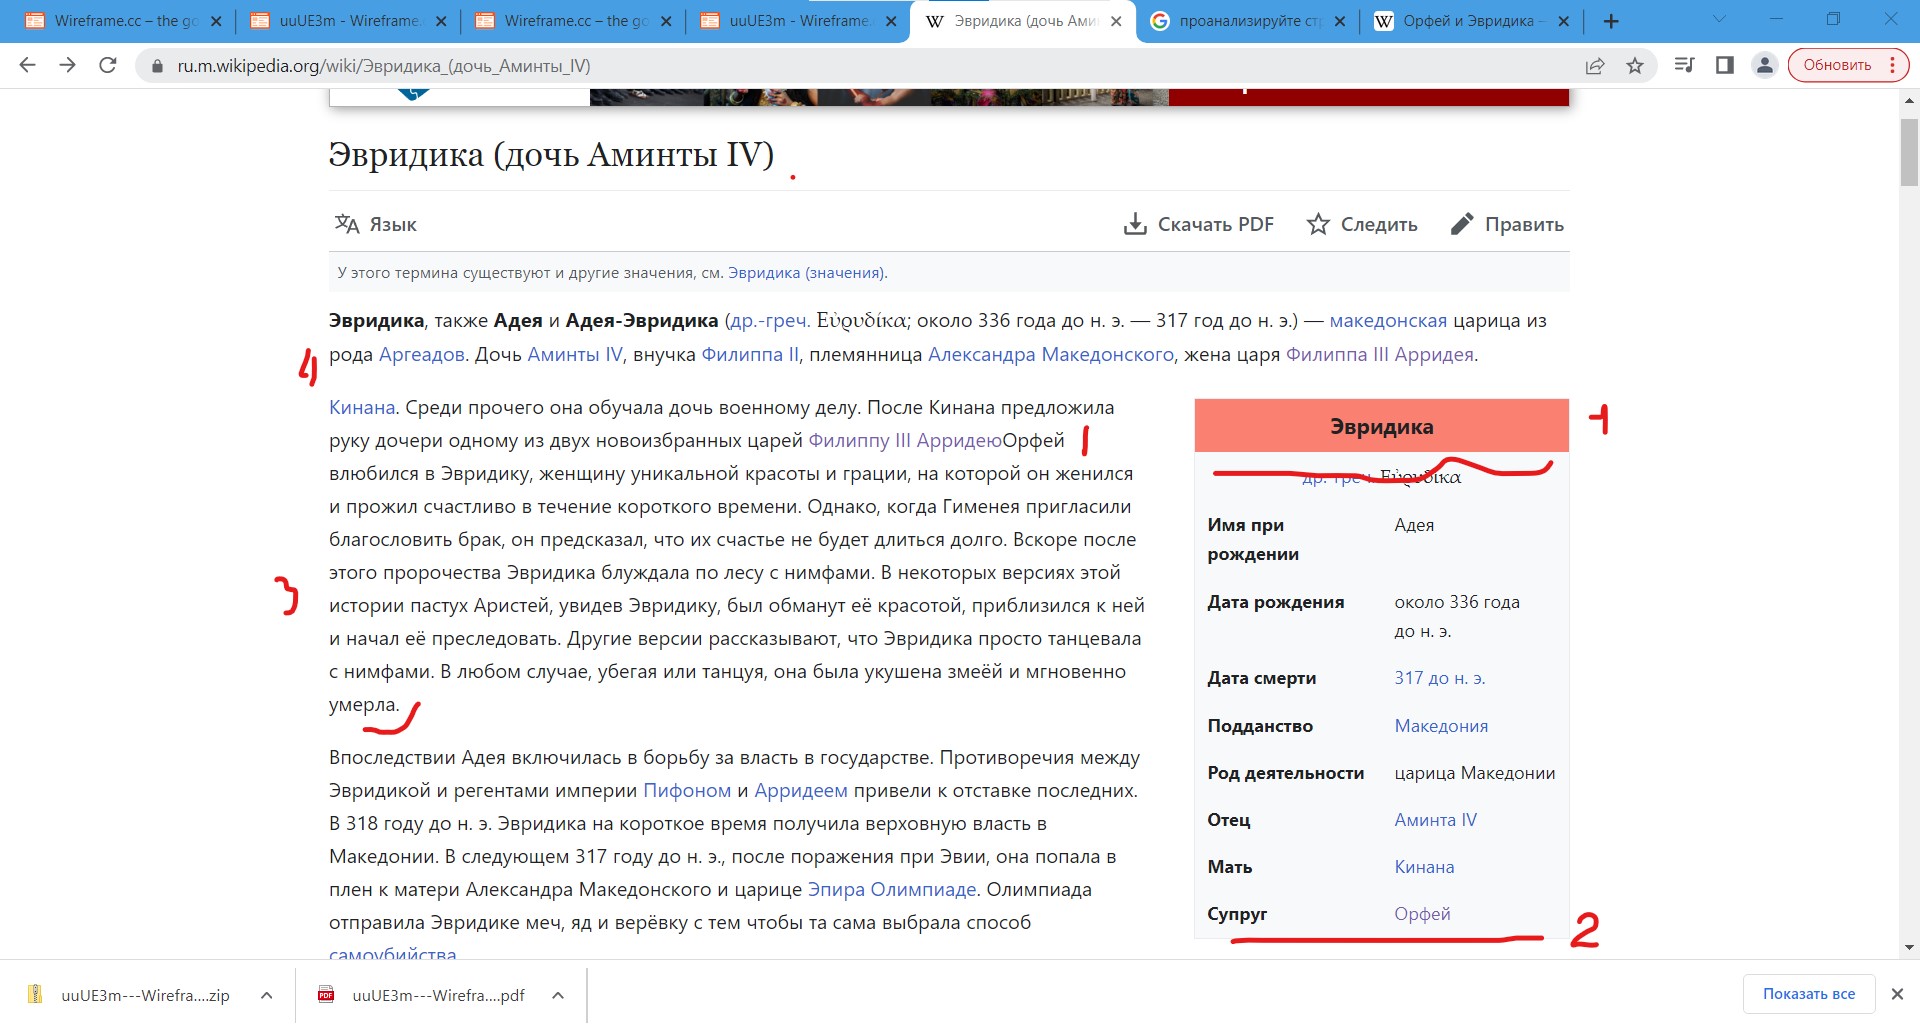 Wireframe.cc – the go
uuUE3m - Wireframe.
Wireframe.cc – the go
uuUE3m - Wireframe.
Эвридика (дочь Ами
проанализируйте ст
Орфей и Эвридика –
ru.m.wikipedia.org/wiki/Эвридика_(дочь_Аминты_IV)
Обновить
Эвридика (дочь Аминты IV)
Язык
Скачать PDF
Следить
Править
У этого термина существуют и другие значения, см. Эвридика (значения).
Эвридика, также Адея и Адея-Эвридика (др.-греч. Εὐρυδίκα; около 336 года до н. э. — 317 год до н. э.) — македонская царица из
рода Аргеадов. Дочь Аминты IV, внучка Филиппа II, племянница Александра Македонского, жена царя Филиппа III Арридея.
4
Кинана. Среди прочего она обучала дочь военному делу. После Кинана предложила
руку дочери одному из двух новоизбранных царей Филиппу III АрридеюОрфей
влюбился в Эвридику, женщину уникальной красоты и грации, на которой он женился
и прожил счастливо в течение короткого времени. Однако, когда Гименея пригласили
благословить брак, он предсказал, что их счастье не будет длиться долго. Вскоре после
этого пророчества Эвридика блуждала по лесу с нимфами. В некоторых версиях этой
истории пастух Аристей, увидев Эвридику, был обманут её красотой, приблизился к ней
и начал её преследовать. Другие версии рассказывают, что Эвридика просто танцевала
с нимфами. В любом случае, убегая или танцуя, она была укушена змеёй и мгновенно
умерла.
3
Впоследствии Адея включилась в борьбу за власть в государстве. Противоречия между
Эвридикой и регентами империи Пифоном и Арридеем привели к отставке последних.
В 318 году до н. э. Эвридика на короткое время получила верховную власть в
Македонии. В следующем 317 году до н. э., после поражения при Эвии, она попала в
плен к матери Александра Македонского и царице Эпира Олимпиаде. Олимпиада
отправила Эвридике меч, яд и верёвку с тем чтобы та сама выбрала способ
самоубийства
Эвридика
1
др.-греч. Εὐρυδίκα
Имя при рождении Адея
Дата рождения около 336 года
до н. э.
Дата смерти 317 до н. э.
Подданство Македония
Род деятельности царица Македонии
Отец Аминта IV
Мать Кинана
Супруг Орфей
2
uuUE3m---Wirefra....zip
PDF
uuUE3m---Wirefra....pdf
Показать все